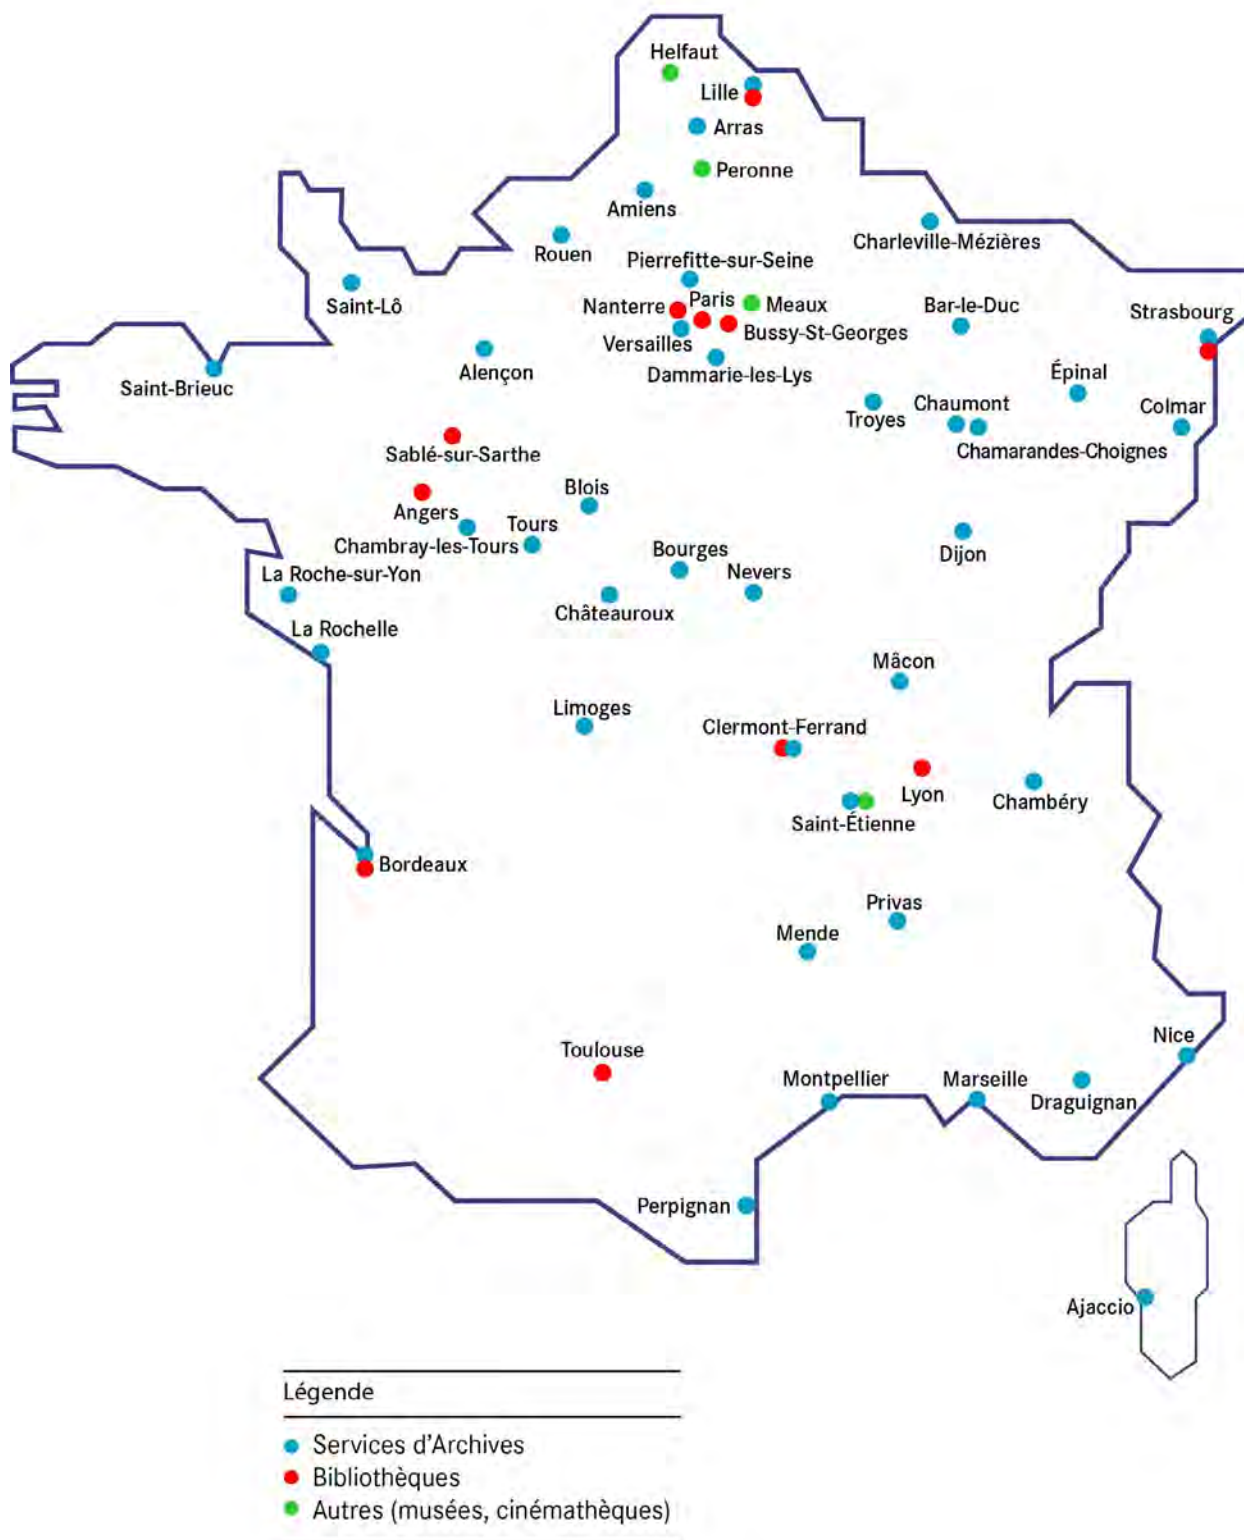 Helfaut
Lille
Arras
Peronne
Amiens
Charleville-Mézières
Rouen
Pierrefitte-sur-Seine
Saint-Lô
Nanterre
Paris
Meaux
Bar-le-Duc
Strasbourg
Versailles
Bussy-St-Georges
Alençon
Dammarie-les-Lys
Saint-Brieuc
Épinal
Troyes
Chaumont
Colmar
Chamarandes-Choignes
Sablé-sur-Sarthe
Blois
Angers
Tours
Chambray-les-Tours
Bourges
Dijon
La Roche-sur-Yon
Nevers
Châteauroux
La Rochelle
Mâcon
Limoges
Clermont-Ferrand
Lyon
Chambéry
Saint-Étienne
Bordeaux
Privas
Mende
Nice
Toulouse
Montpellier
Marseille
Draguignan
Perpignan
Ajaccio
Légende
Services d'Archives
Bibliothèques
Autres (musées, cinémathèques)